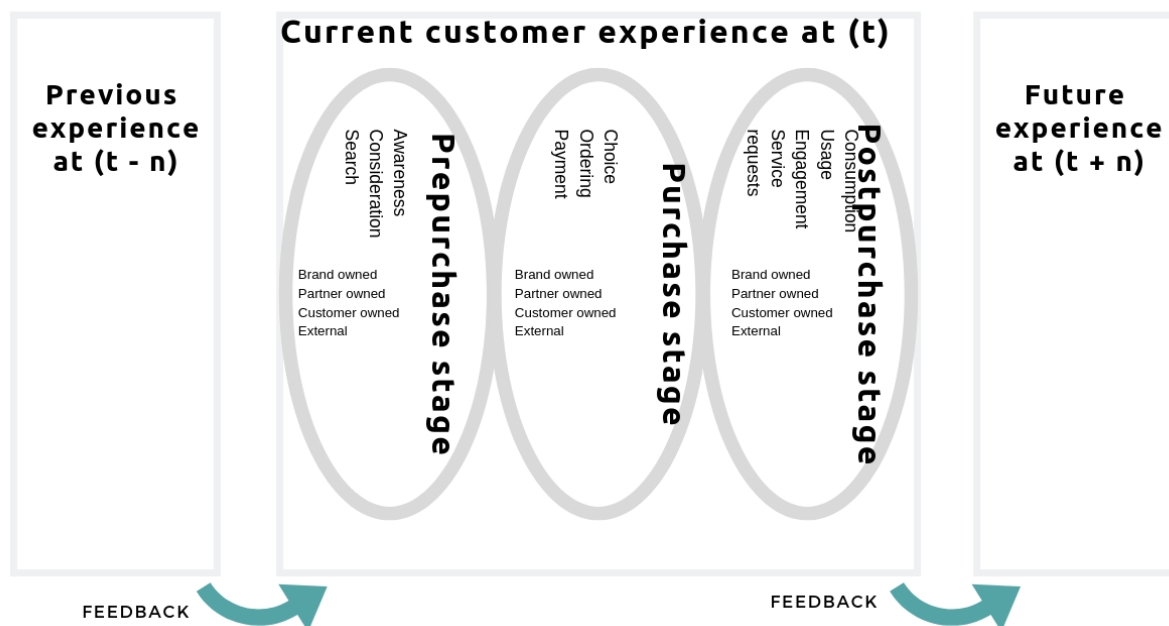 Current customer experience at (t)
Previous
experience
at (t - n)
Prepurchase stage
Awareness
Consideration
Search
Brand owned
Partner owned
Customer owned
External
Purchase stage
Choice
Ordering
Payment
Brand owned
Partner owned
Customer owned
External
Postpurchase stage
Consumption
Usage
Engagement
Service
requests
Brand owned
Partner owned
Customer owned
External
Future
experience
at (t + n)
FEEDBACK
FEEDBACK